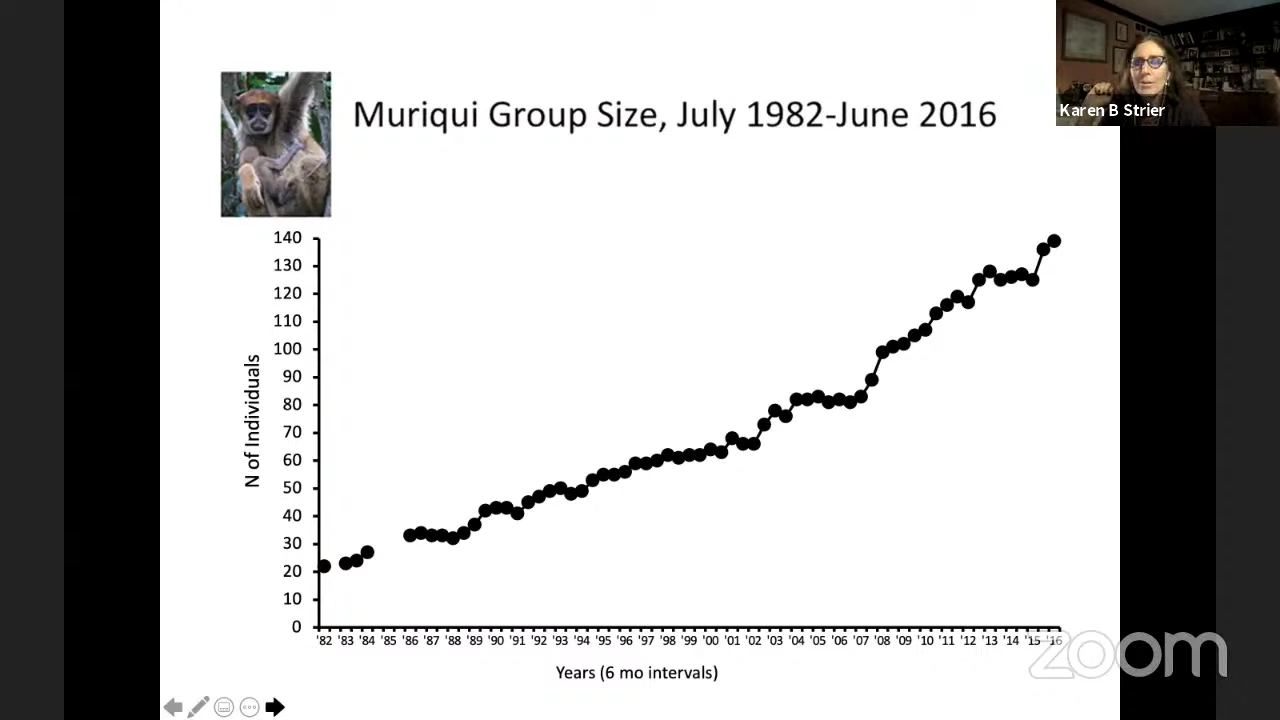 Karen B Strier
Muriqui Group Size, July 1982-June 2016
140
130
120
110
100
90
80
70
60
50
40
30
20
10
0
N of Individuals
'82 '83 '84 '85 '86 '87 '88 '89 '90 '91 '92 '93 '94 '95 '96 '97 '98 '99 '00 '01 '02 '03 '04 '05 '06 '07 '08 '09 '10 '11 '12 '13 '14 '15 '16
Years (6 mo intervals)
zoom